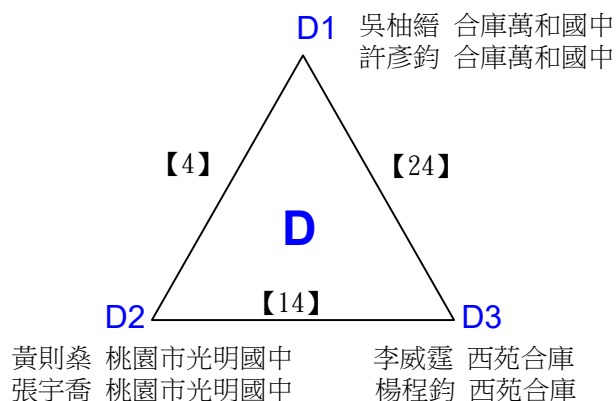 D1 吳柚縉 合庫萬和國中
許彥鈞 合庫萬和國中
【4】 【24】
D
【14】
D2 D3
黃則燊 桃園市光明國中 李威霆 西苑合庫
張宇喬 桃園市光明國中 楊程鈞 西苑合庫